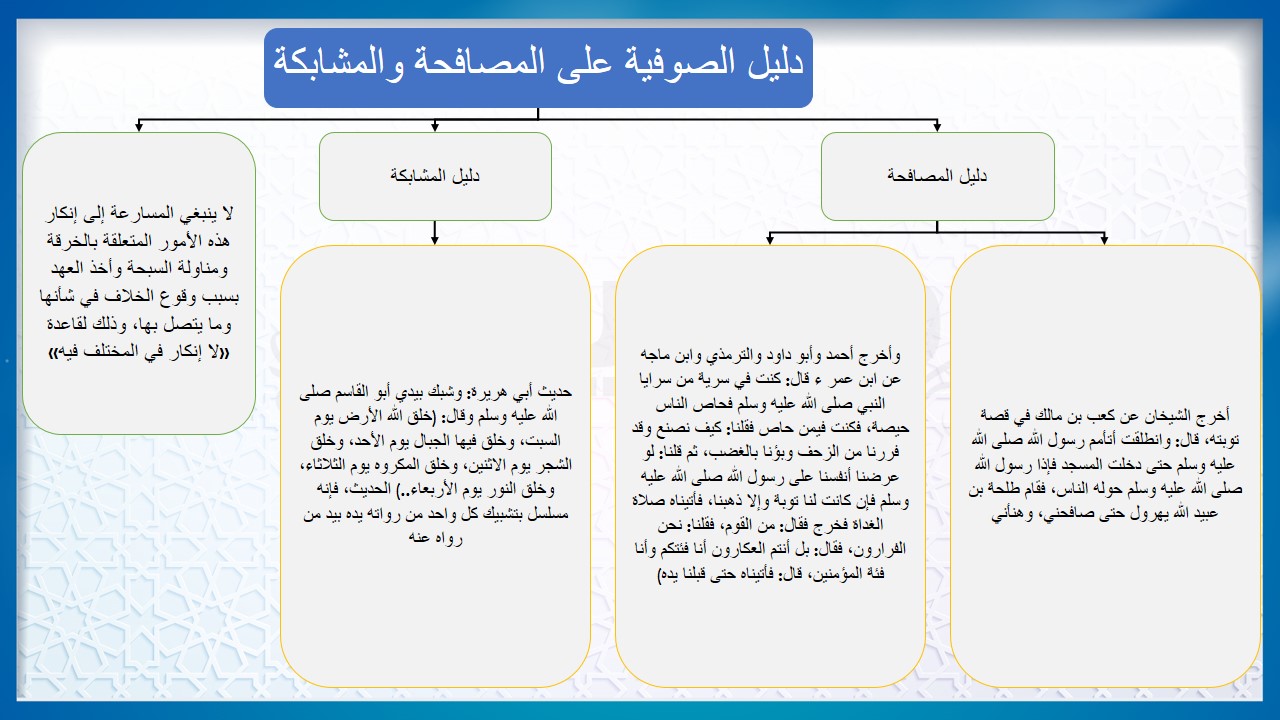 دليل الصوفية على المصافحة والمشابكة
دليل المصافحة
أخرج الشيخان عن كعب بن مالك في قصة
توبته، قال: وانطلقت أتأمم رسول الله صلى الله
عليه وسلم حتى دخلت المسجد فإذا رسول الله
صلى الله عليه وسلم حوله الناس، فقام طلحة بن
عبيد الله يهرول حتى صافحني، وهنأني
وأخرج أحمد وأبو داود والترمذي وابن ماجه
عن ابن عمر ء قال: كنت في سرية من سرايا
النبي صلى الله عليه وسلم فحاص الناس
حيصة، فكنت فيمن حاص فقلنا: كيف نصنع وقد
فررنا من الزحف وبؤنا بالغضب، ثم قلنا: لو
عرضنا أنفسنا على رسول الله صلى الله عليه
وسلم فإن كانت لنا توبة وإلا ذهبنا، فأتيناه صلاة
الغداة فخرج فقال: من القوم، فقلنا: نحن
الفرارون، فقال: بل أنتم العكارون أنا فئتكم وأنا
فئة المؤمنين، قال: فأتيناه حتى قبلنا يده)
دليل المشابكة
حديث أبي هريرة: وشبك بيدي أبو القاسم صلى
الله عليه وسلم وقال: (خلق الله الأرض يوم
السبت، وخلق فيها الجبال يوم الأحد، وخلق
الشجر يوم الاثنين، وخلق المكروه يوم الثلاثاء،
وخلق النور يوم الأربعاء..) الحديث، فإنه
مسلسل بتشبيك كل واحد من رواته يده بيد من
رواه عنه
لا ينبغي المسارعة إلى إنكار
هذه الأمور المتعلقة بالخرقة
ومناولة السبحة وأخذ العهد
بسبب وقوع الخلاف في شأنها
وما يتصل بها، وذلك لقاعدة
«لا إنكار في المختلف فيه»